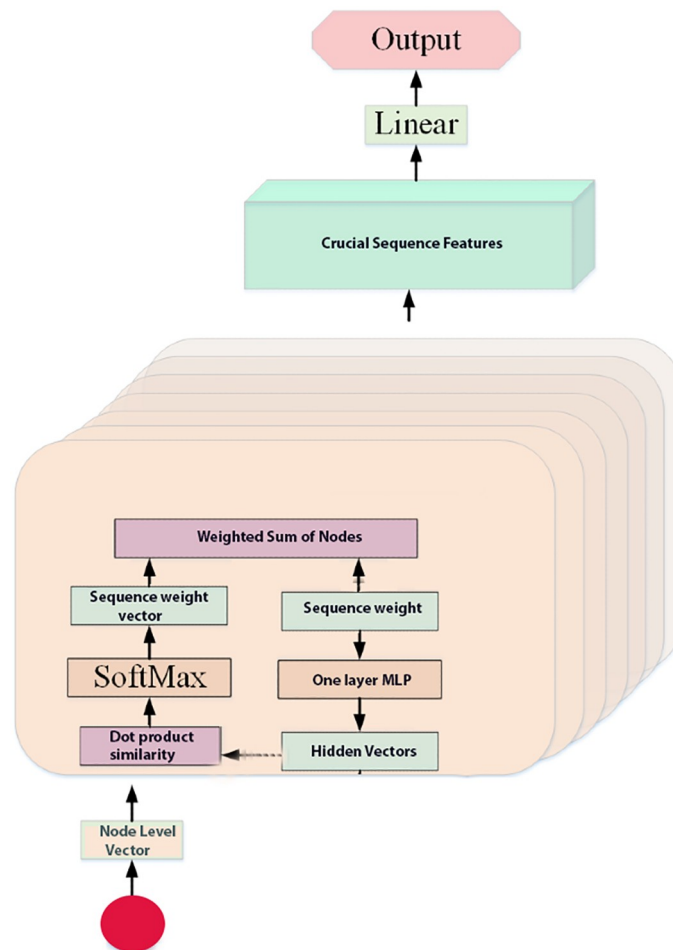 Output
Linear
Crucial Sequence Features
Weighted Sum of Nodes
Sequence weight
vector
Sequence weight
SoftMax
One layer MLP
Dot product
similarity
Hidden Vectors
Node Level
Vector